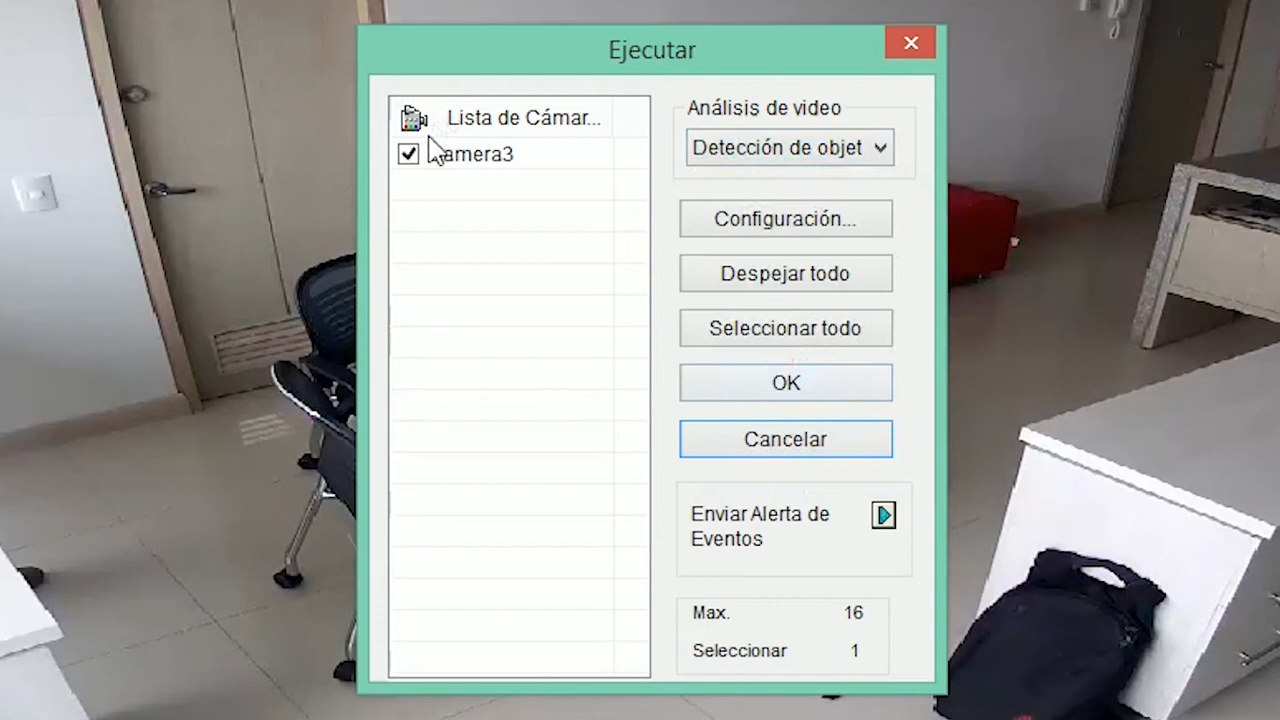 Ejecutar
Lista de Cámar...
amera3
Análisis de video
Detección de objet
Configuración...
Despejar todo
Seleccionar todo
OK
Cancelar
Enviar Alerta de
Eventos
Max. 16
Seleccionar 1